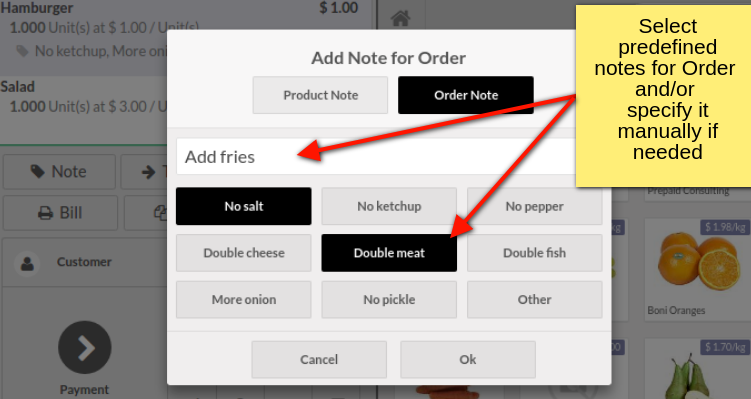 Hamburger $ 1.00
1.000 Unit(s) at $ 1.00 / Unit(s)
No ketchup, More oni
Salad
1.000 Unit(s) at $ 3.00 / U
Note
Bill
Customer
Payment
Add Note for Order
Product Note Order Note
Add fries
No salt No ketchup No pepper
Double cheese Double meat Double fish
More onion No pickle Other
Cancel Ok
Select
predefined
notes for Order
and/or
specify it
manually if
needed
Prepaid Consulting
$ 1.98/kg
Boni Oranges
$ 1.70/kg